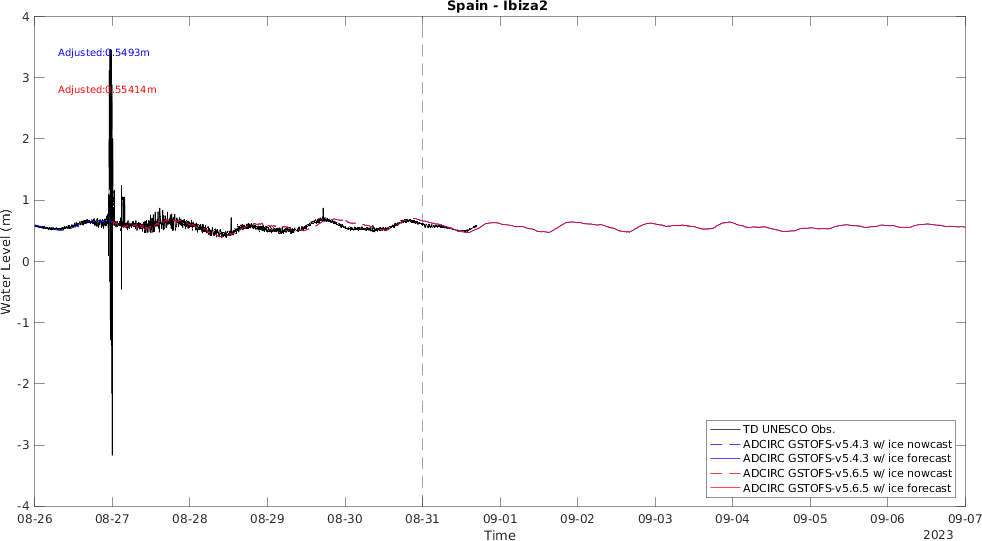 Spain - Ibiza2
4
3
2
1
0
-1
-2
-3
-4
Water Level (m)
Adjusted:0.5493m
Adjusted:0.55414m
TD UNESCO Obs.
ADCIRC GSTOFS-v5.4.3 w/ ice nowcast
ADCIRC GSTOFS-v5.4.3 w/ ice forecast
ADCIRC GSTOFS-v5.6.5 w/ ice nowcast
ADCIRC GSTOFS-v5.6.5 w/ ice forecast
08-26 08-27 08-28 08-29 08-30 08-31 09-01 09-02 09-03 09-04 09-05 09-06 09-07
Time
2023